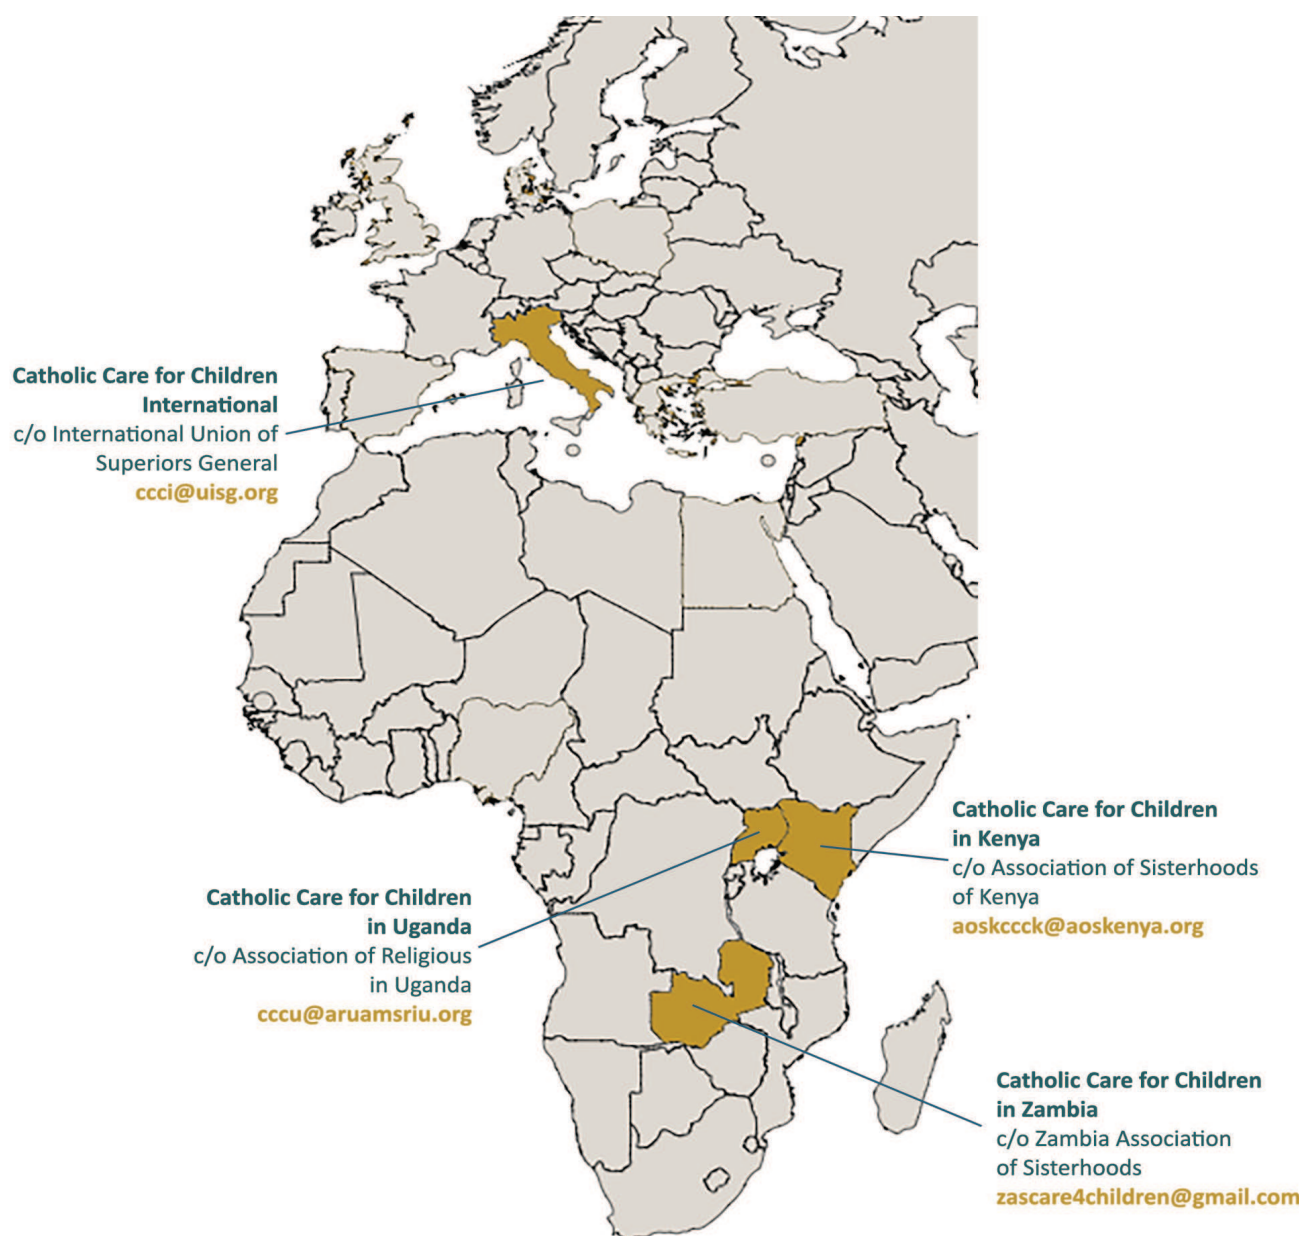 Catholic Care for Children
International
c/o International Union of
Superiors General
ccci@uisg.org
Catholic Care for Children
in Kenya
c/o Association of Sisterhoods
of Kenya
aoskccck@aoskenya.org
Catholic Care for Children
in Uganda
c/o Association of Religious
in Uganda
cccu@aruamsriu.org
Catholic Care for Children
in Zambia
c/o Zambia Association
of Sisterhoods
zascare4children@gmail.com